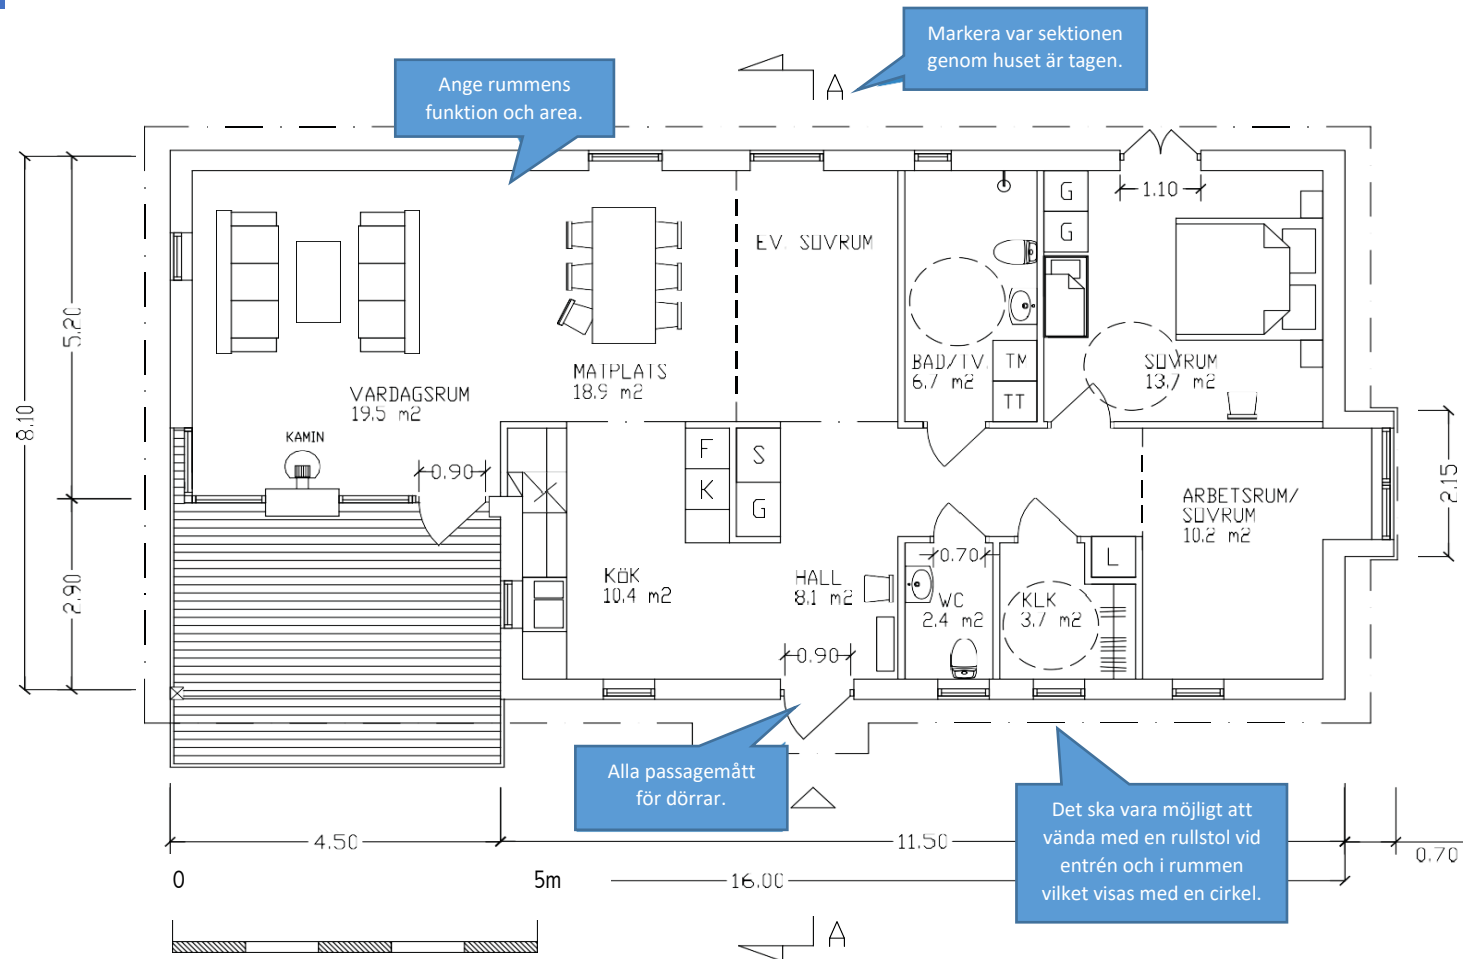 Markera var sektionen
genom huset är tagen.
A
Ange rummens
funktion och area.
1.10
G
G
EV. SOVRUM
5.20
8.10
MATPLATS
18.9 m2
VARDAGSRUM
19.5 m2
BAD/TV.
6.7 m2
TM
TT
SOVRUM
13.7 m2
KAMIN
0.90
F
K
S
G
2.15
ARBETSRUM/
SOVRUM
10.2 m2
2.90
KÖK
10.4 m2
HALL
8.1 m2
0.70
WC
2.4 m2
L
KLK
3.7 m2
0.90
Alla passagemått
för dörrar.
Det ska vara möjligt att
vända med en rullstol vid
entrén och i rummen
vilket visas med en cirkel.
4.50
11.50
0.70
16.00
0
5m
A